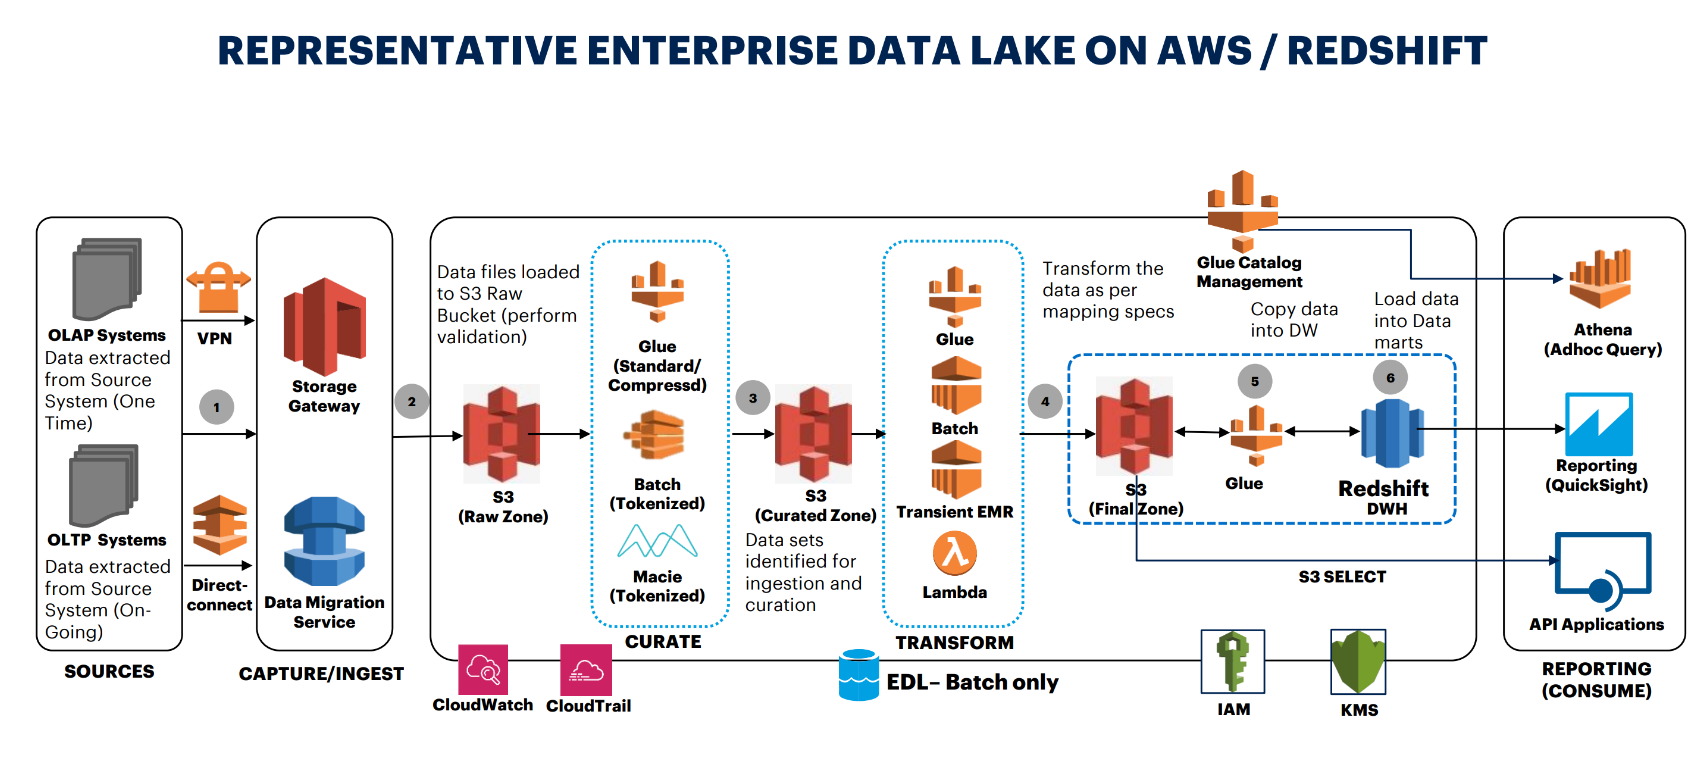 REPRESENTATIVE ENTERPRISE DATA LAKE ON AWS / REDSHIFT
OLAP Systems
Data extracted
from Source
System (One
Time)
OLTP Systems
Data extracted
from Source
System (On-
Going)
SOURCES
VPN
1
Direct-
connect
Storage
Gateway
Data Migration
Service
CAPTURE/INGEST
2
Data files loaded
to S3 Raw
Bucket (perform
validation)
S3
(Raw Zone)
Glue
(Standard/
Compressd)
Batch
(Tokenized)
Macie
(Tokenized)
CURATE
3
S3
(Curated Zone)
Data sets
identified for
ingestion and
curation
Glue
Batch
Transient EMR
Lambda
TRANSFORM
4
Transform the
data as per
mapping specs
S3
(Final Zone)
Glue Catalog
Management
Copy data
into DW
5
Glue
Load data
into Data
marts
6
Redshift
DWH
S3 SELECT
CloudWatch
CloudTrail
EDL– Batch only
IAM
KMS
Athena
(Adhoc Query)
Reporting
(QuickSight)
API Applications
REPORTING
(CONSUME)